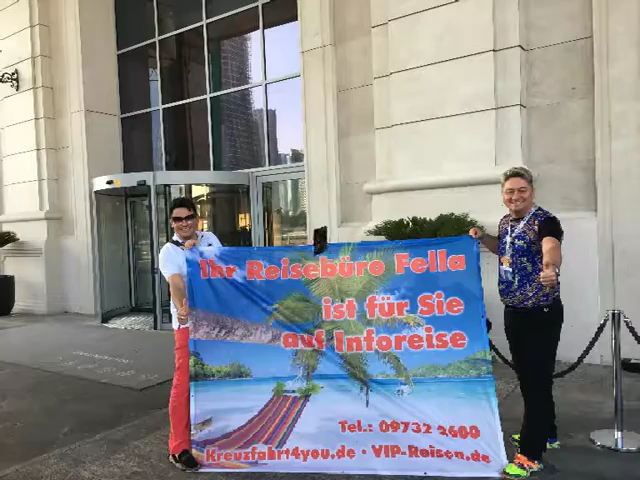 Ihr Reisebüro Fella
ist für Sie
auf Inforeise
Tel.: 09732 2600
Kreuzfahrt4you.de • VIP-Reisen.de